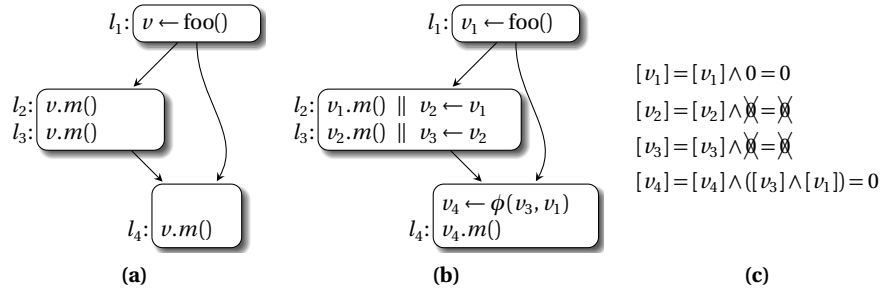 l₁: v ← foo()
l₂: v.m()
l₃: v.m()
l₄: v.m()
(a)
l₁: v₁ ← foo()
l₂: v₁.m() || v₂ ← v₁
l₃: v₂.m() || v₃ ← v₂
v₄ ← ϕ(v₃, v₁)
l₄: v₄.m()
(b)
[v₁] = [v₁] ∧ 0 = 0
[v₂] = [v₂] ∧ 0̸ = 0̸
[v₃] = [v₃] ∧ 0̸ = 0̸
[v₄] = [v₄] ∧ ([v₃] ∧ [v₁]) = 0
(c)